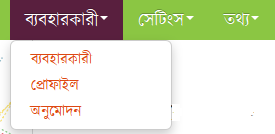 ব্যবহারকারী সেটিংস তথ্য
ব্যবহারকারী
প্রোফাইল
অনুমোদন